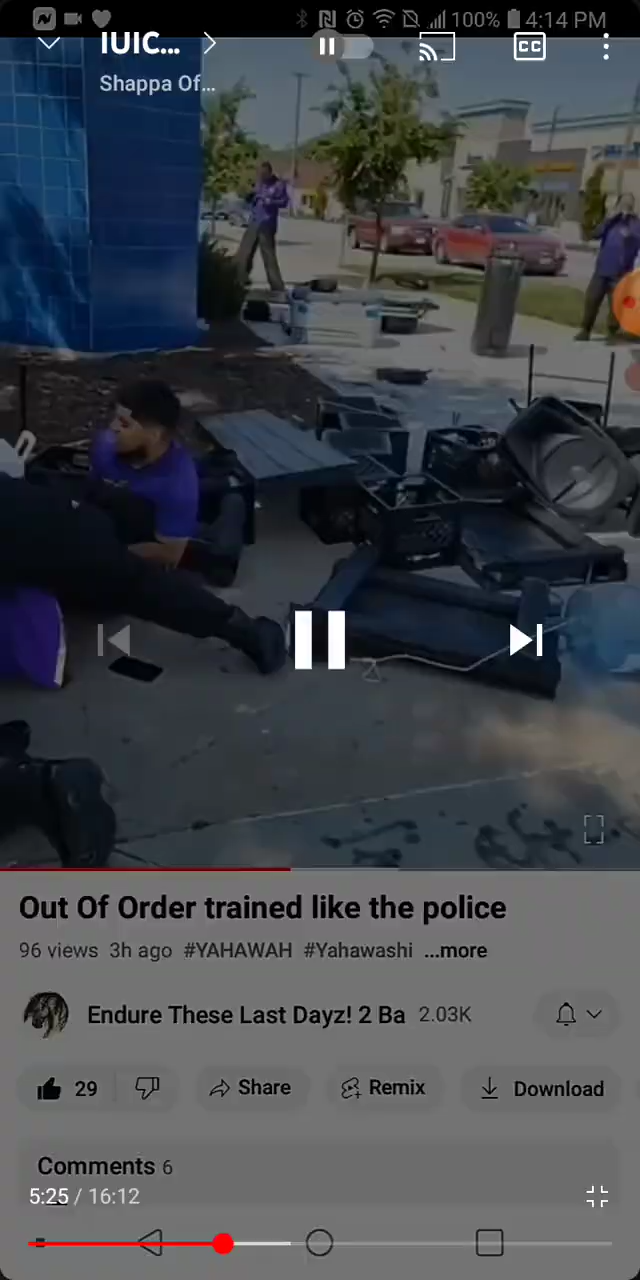 100% 4:14 PM
IUIC...
CC
Shappa Of...
Out Of Order trained like the police
96 views 3h ago #YAHAWAH #Yahawashi ...more
Endure These Last Dayz! 2 Ba 2.03K
29 Share Remix Download
Comments 6
5:25 / 16:12